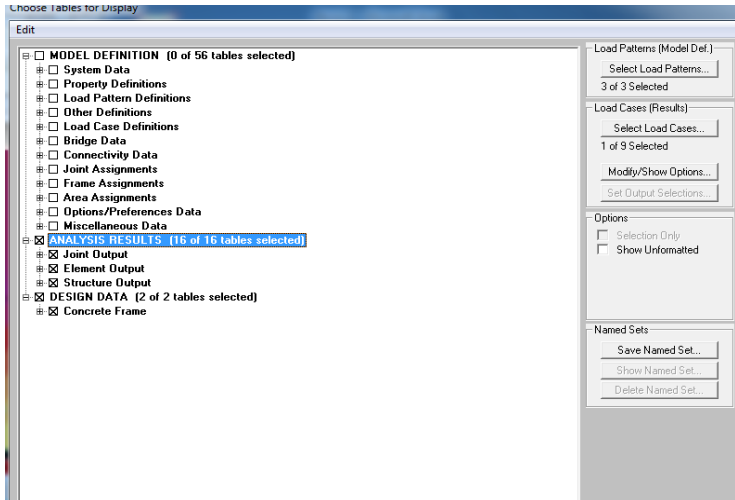 Choose Tables for Display
Edit
MODEL DEFINITION (0 of 56 tables selected)
System Data
Property Definitions
Load Pattern Definitions
Other Definitions
Load Case Definitions
Bridge Data
Connectivity Data
Joint Assignments
Frame Assignments
Area Assignments
Options/Preferences Data
Miscellaneous Data
ANALYSIS RESULTS (16 of 16 tables selected)
Joint Output
Element Output
Structure Output
DESIGN DATA (2 of 2 tables selected)
Concrete Frame
Load Patterns (Model Def.)
Select Load Patterns...
3 of 3 Selected
Load Cases (Results)
Select Load Cases...
1 of 9 Selected
Modify/Show Options...
Set Output Selections...
Options
Selection Only
Show Unformatted
Named Sets
Save Named Set...
Show Named Set...
Delete Named Set...